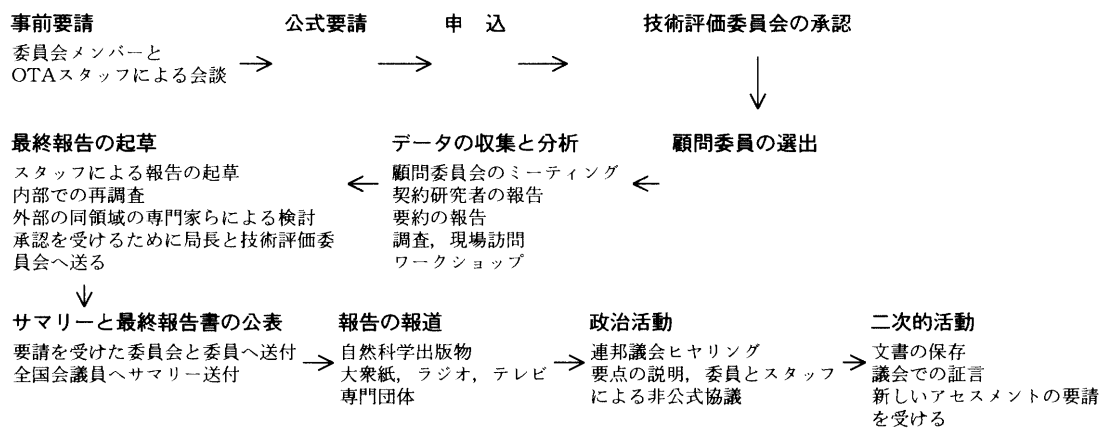 事前要請
委員会メンバーと
OTAスタッフによる会談
公式要請
申　込
技術評価委員会の承認
顧問委員の選出
データの収集と分析
顧問委員会のミーティング
契約研究者の報告
要約の報告
調査，現場訪問
ワークショップ
最終報告の起草
スタッフによる報告の起草
内部での再調査
外部の同領域の専門家らによる検討
承認を受けるために局長と技術評価委
員会へ送る
サマリーと最終報告書の公表
要請を受けた委員会と委員へ送付
全国会議員へサマリー送付
報告の報道
自然科学出版物
大衆紙，ラジオ，テレビ
専門団体
政治活動
連邦議会ヒヤリング
要点の説明，委員とスタッフ
による非公式協議
二次的活動
文書の保存
議会での証言
新しいアセスメントの要請
を受ける